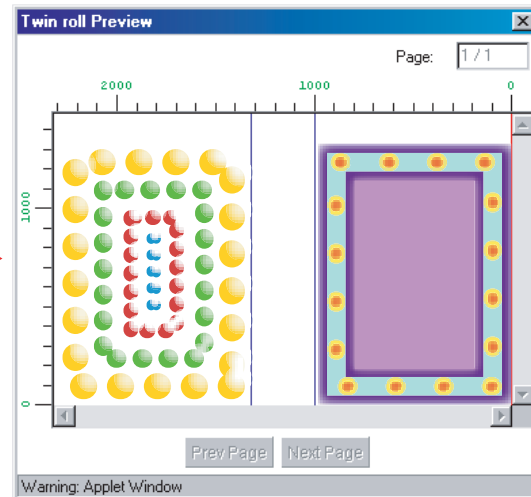 Twin roll Preview
Page: 1 / 1
2000 1000 0
1000
0
Prev Page Next Page
Warning: Applet Window